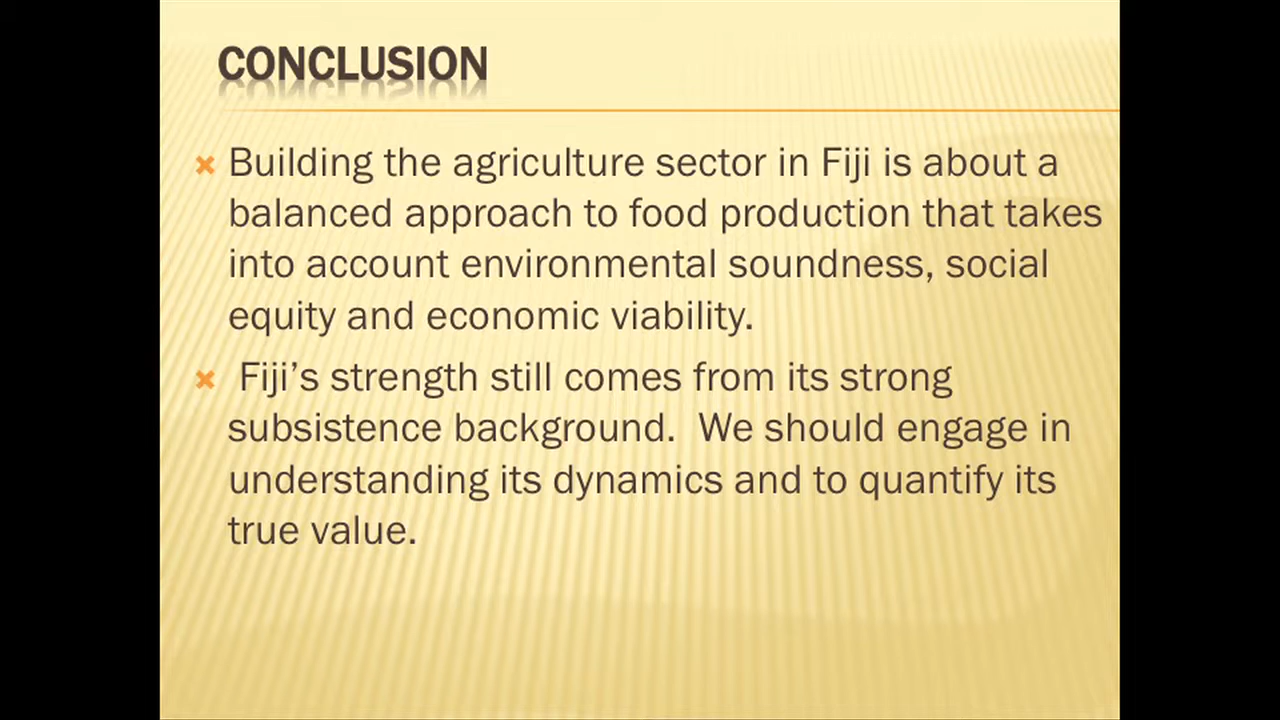 CONCLUSION
Building the agriculture sector in Fiji is about a
balanced approach to food production that takes
into account environmental soundness, social
equity and economic viability.
Fiji’s strength still comes from its strong
subsistence background.  We should engage in
understanding its dynamics and to quantify its
true value.